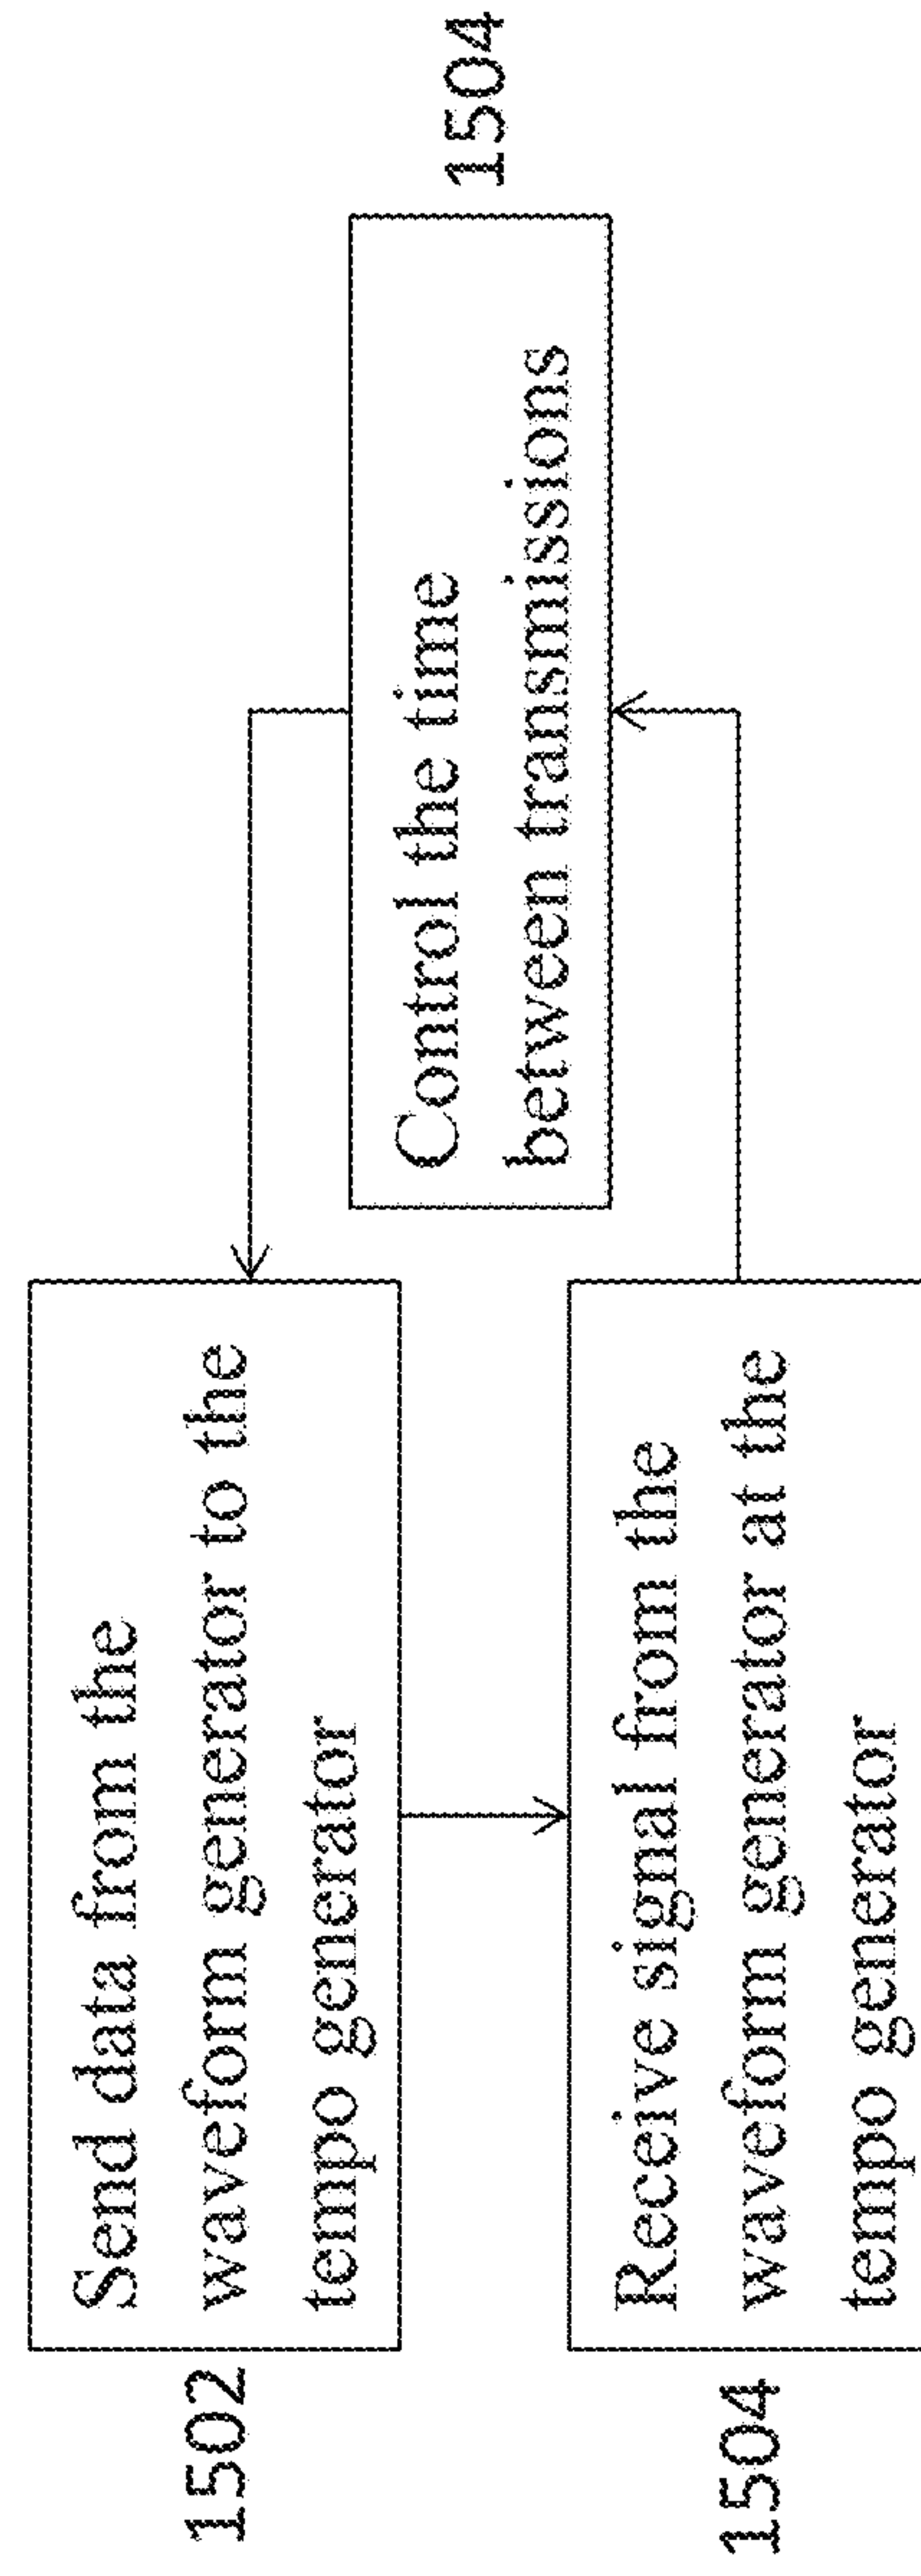 1502
Send data from the
waveform generator to the
tempo generator
1504
Receive signal from the
waveform generator at the
tempo generator
Control the time
between transmissions
1504